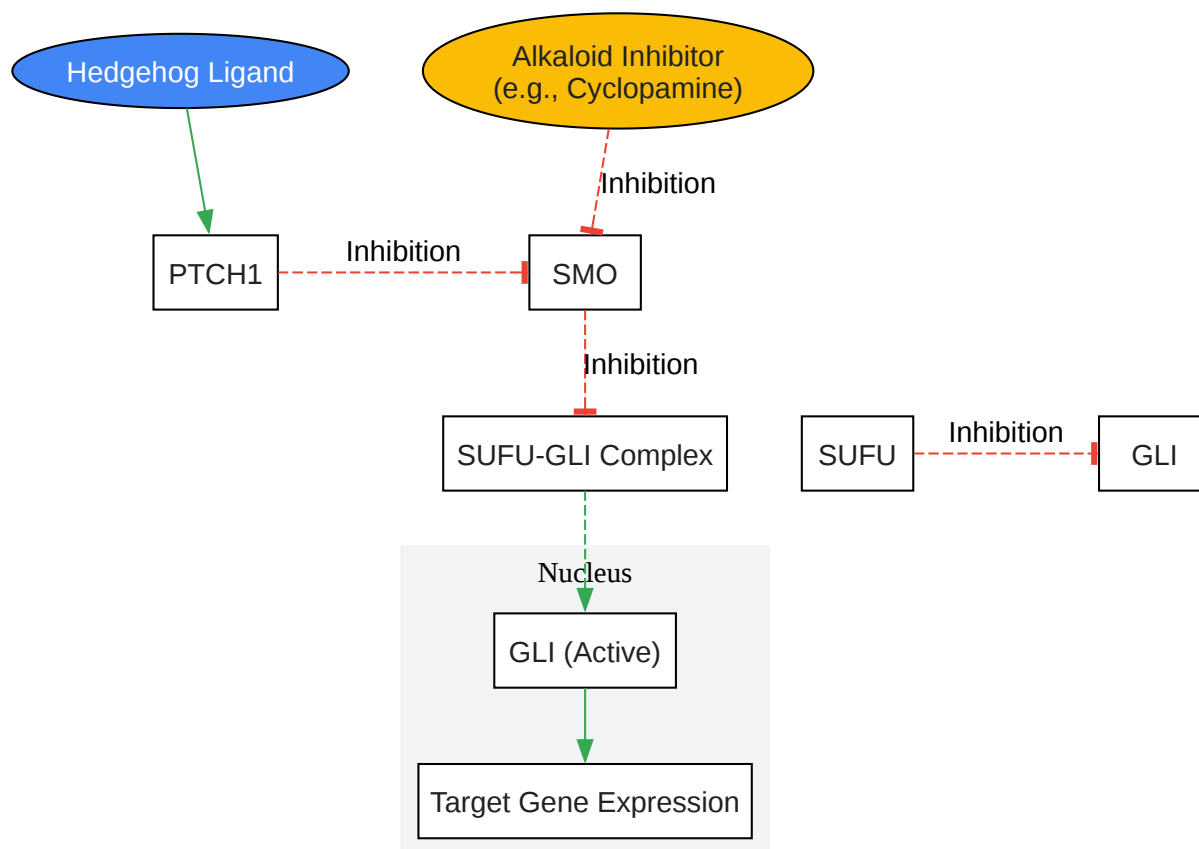 Hedgehog Ligand
Alkaloid Inhibitor
(e.g., Cyclopamine)
Inhibition
PTCH1
Inhibition
SMO
Inhibition
SUFU-GLI Complex
SUFU
Inhibition
GLI
Nucleus
GLI (Active)
Target Gene Expression